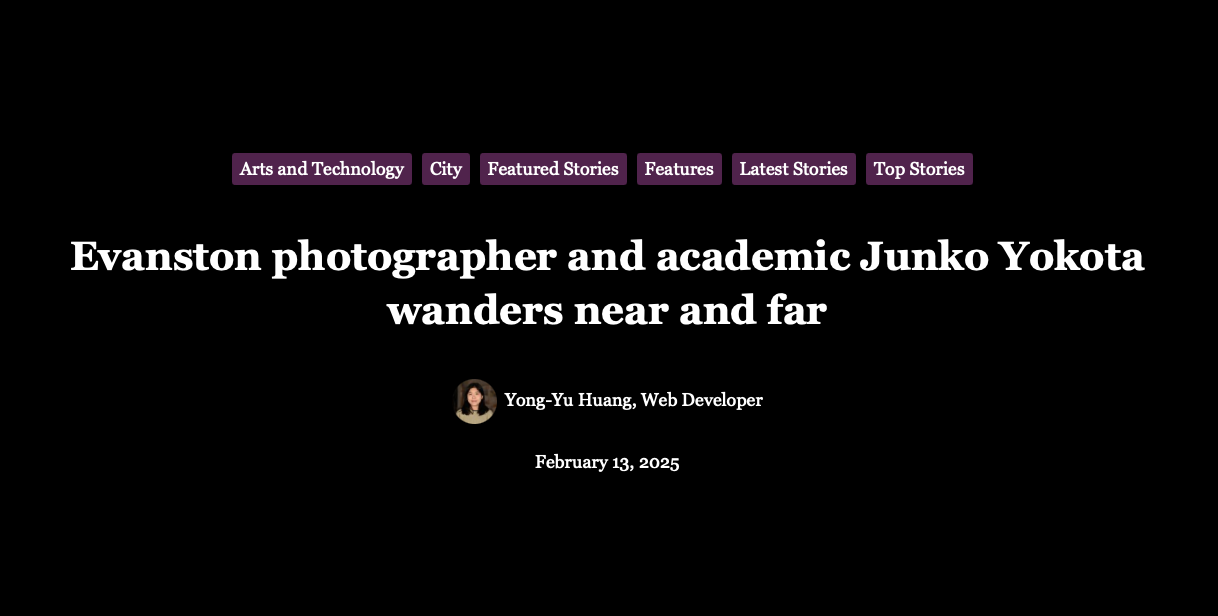 Arts and Technology City Featured Stories Features Latest Stories Top Stories
Evanston photographer and academic Junko Yokota
wanders near and far
Yong-Yu Huang, Web Developer
February 13, 2025